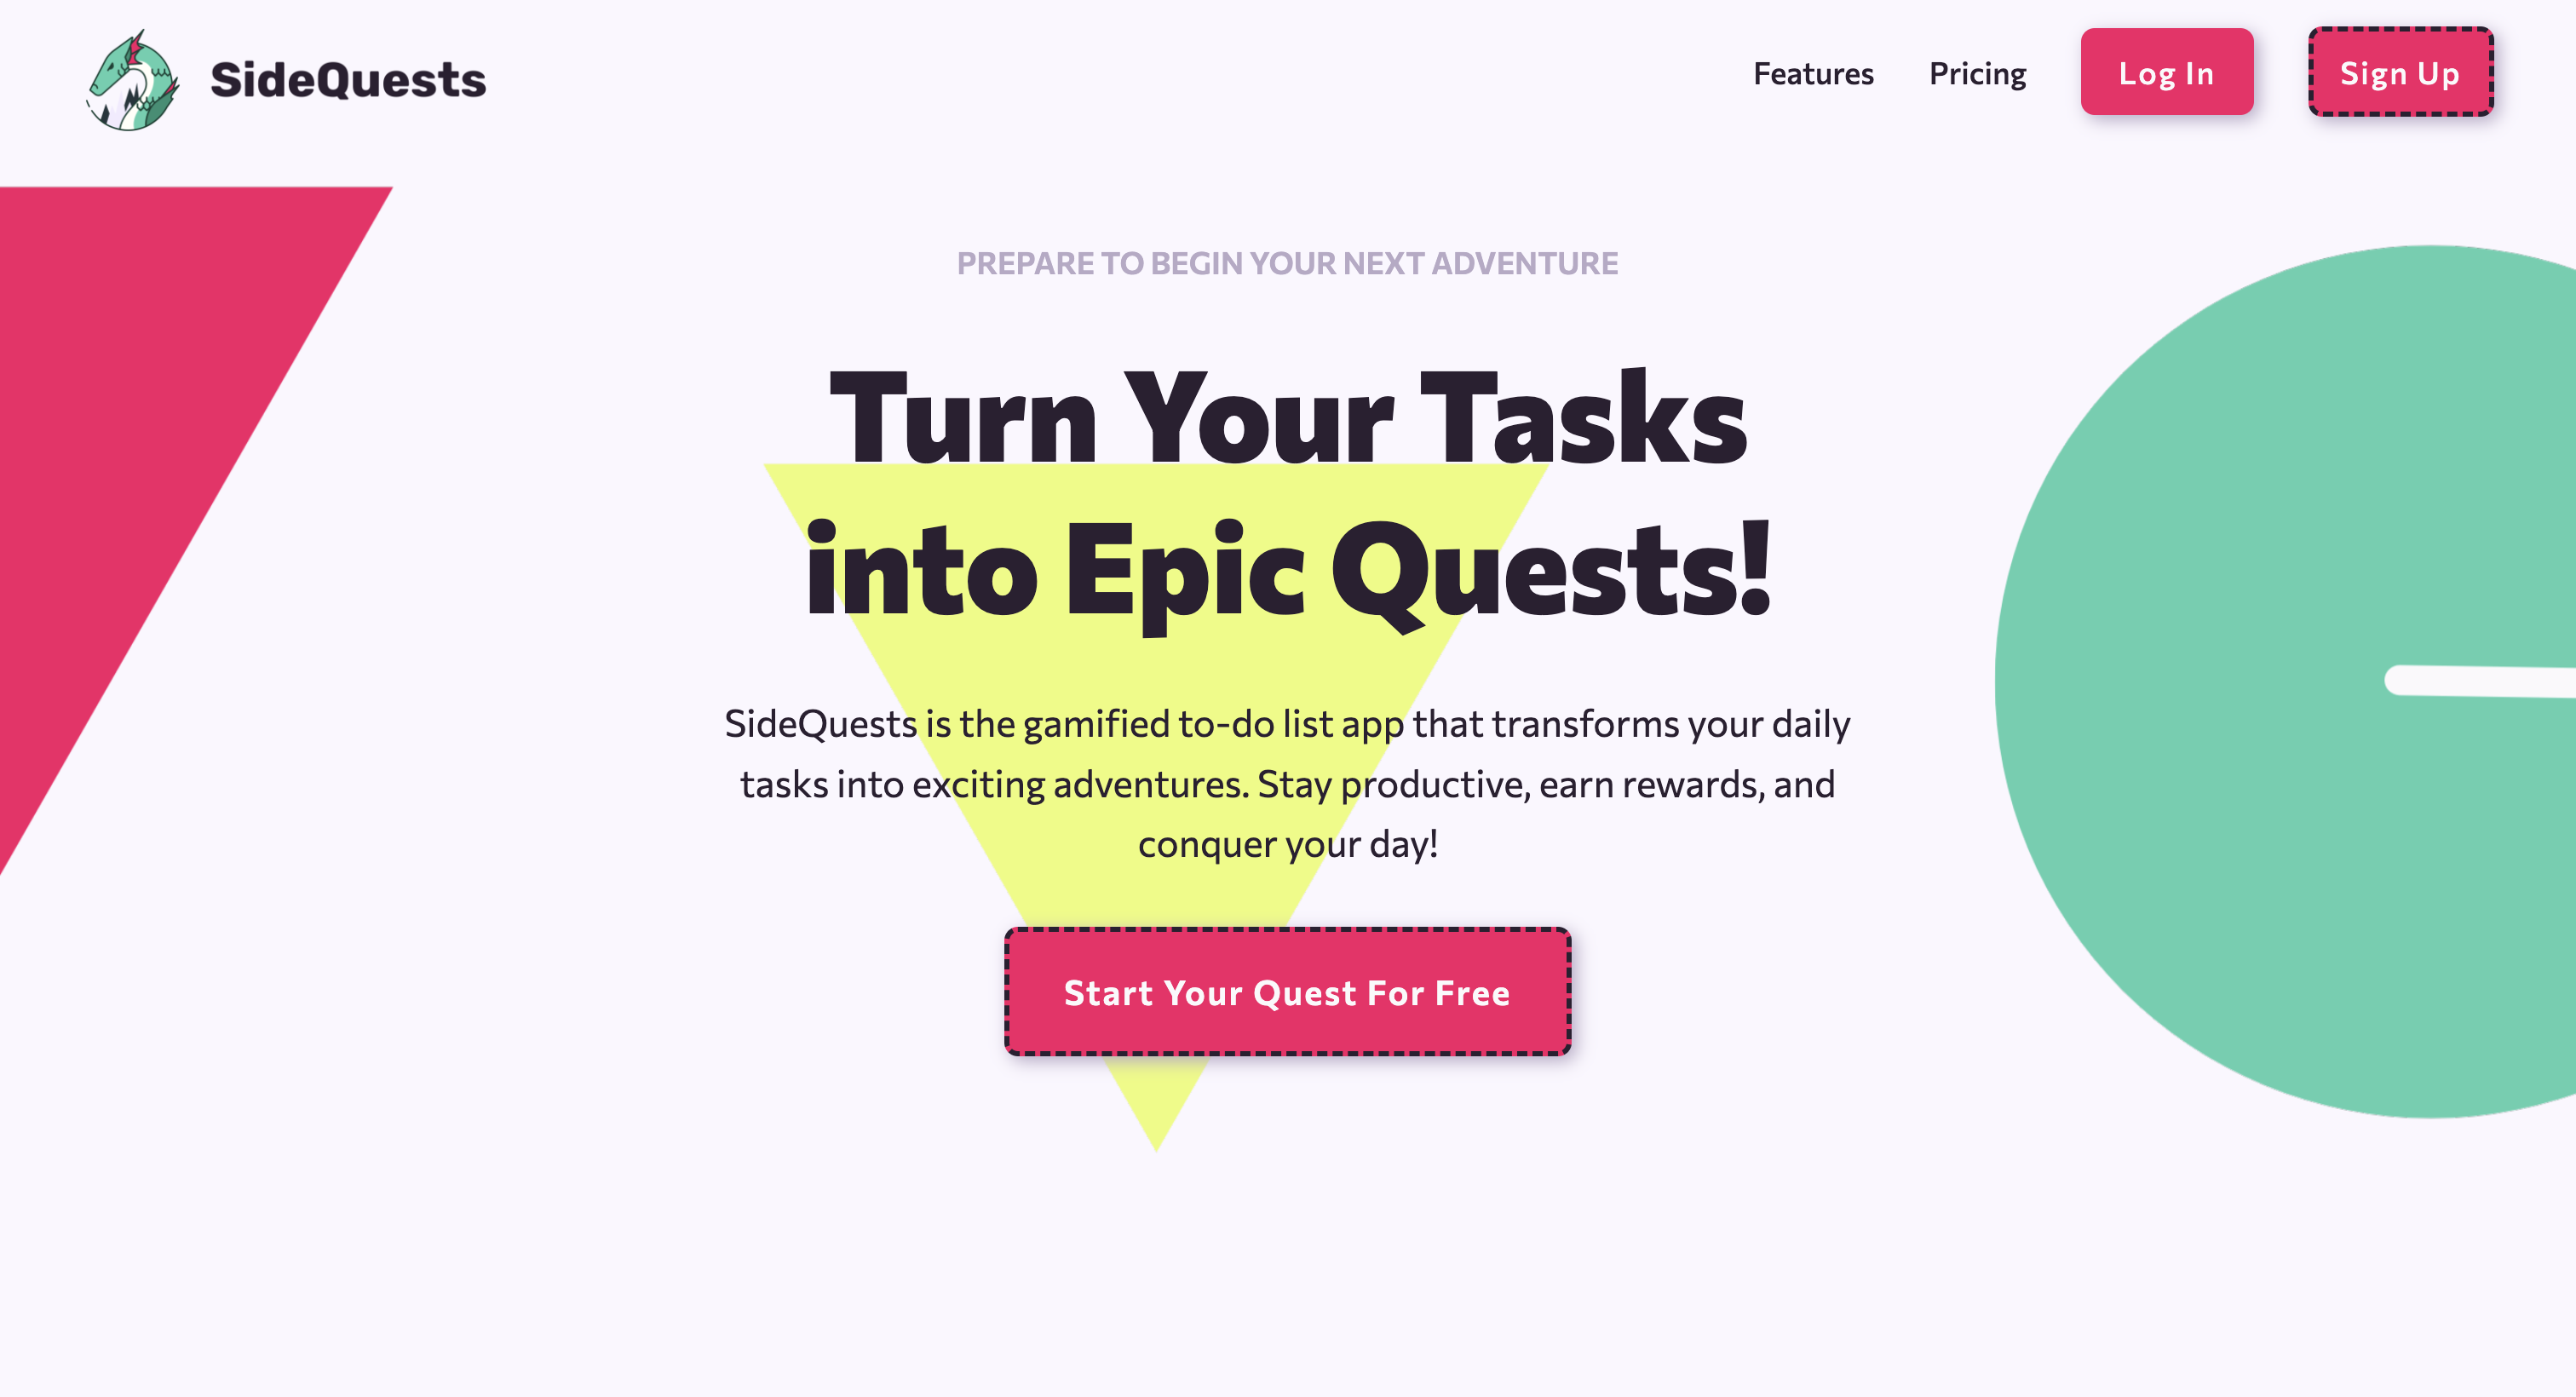 SideQuests
Features
Pricing
Log In
Sign Up
PREPARE TO BEGIN YOUR NEXT ADVENTURE
Turn Your Tasks
into Epic Quests!
SideQuests is the gamified to-do list app that transforms your daily
tasks into exciting adventures. Stay productive, earn rewards, and
conquer your day!
Start Your Quest For Free